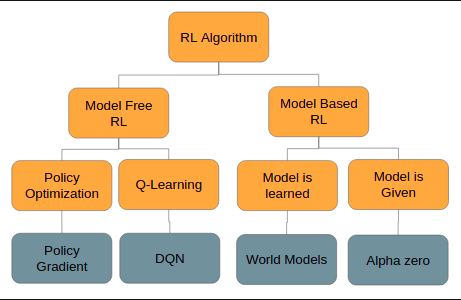 RL Algorithm
Model Free
RL
Model Based
RL
Policy
Optimization
Q-Learning
Model is
learned
Model is
Given
Policy
Gradient
DQN
World Models
Alpha zero